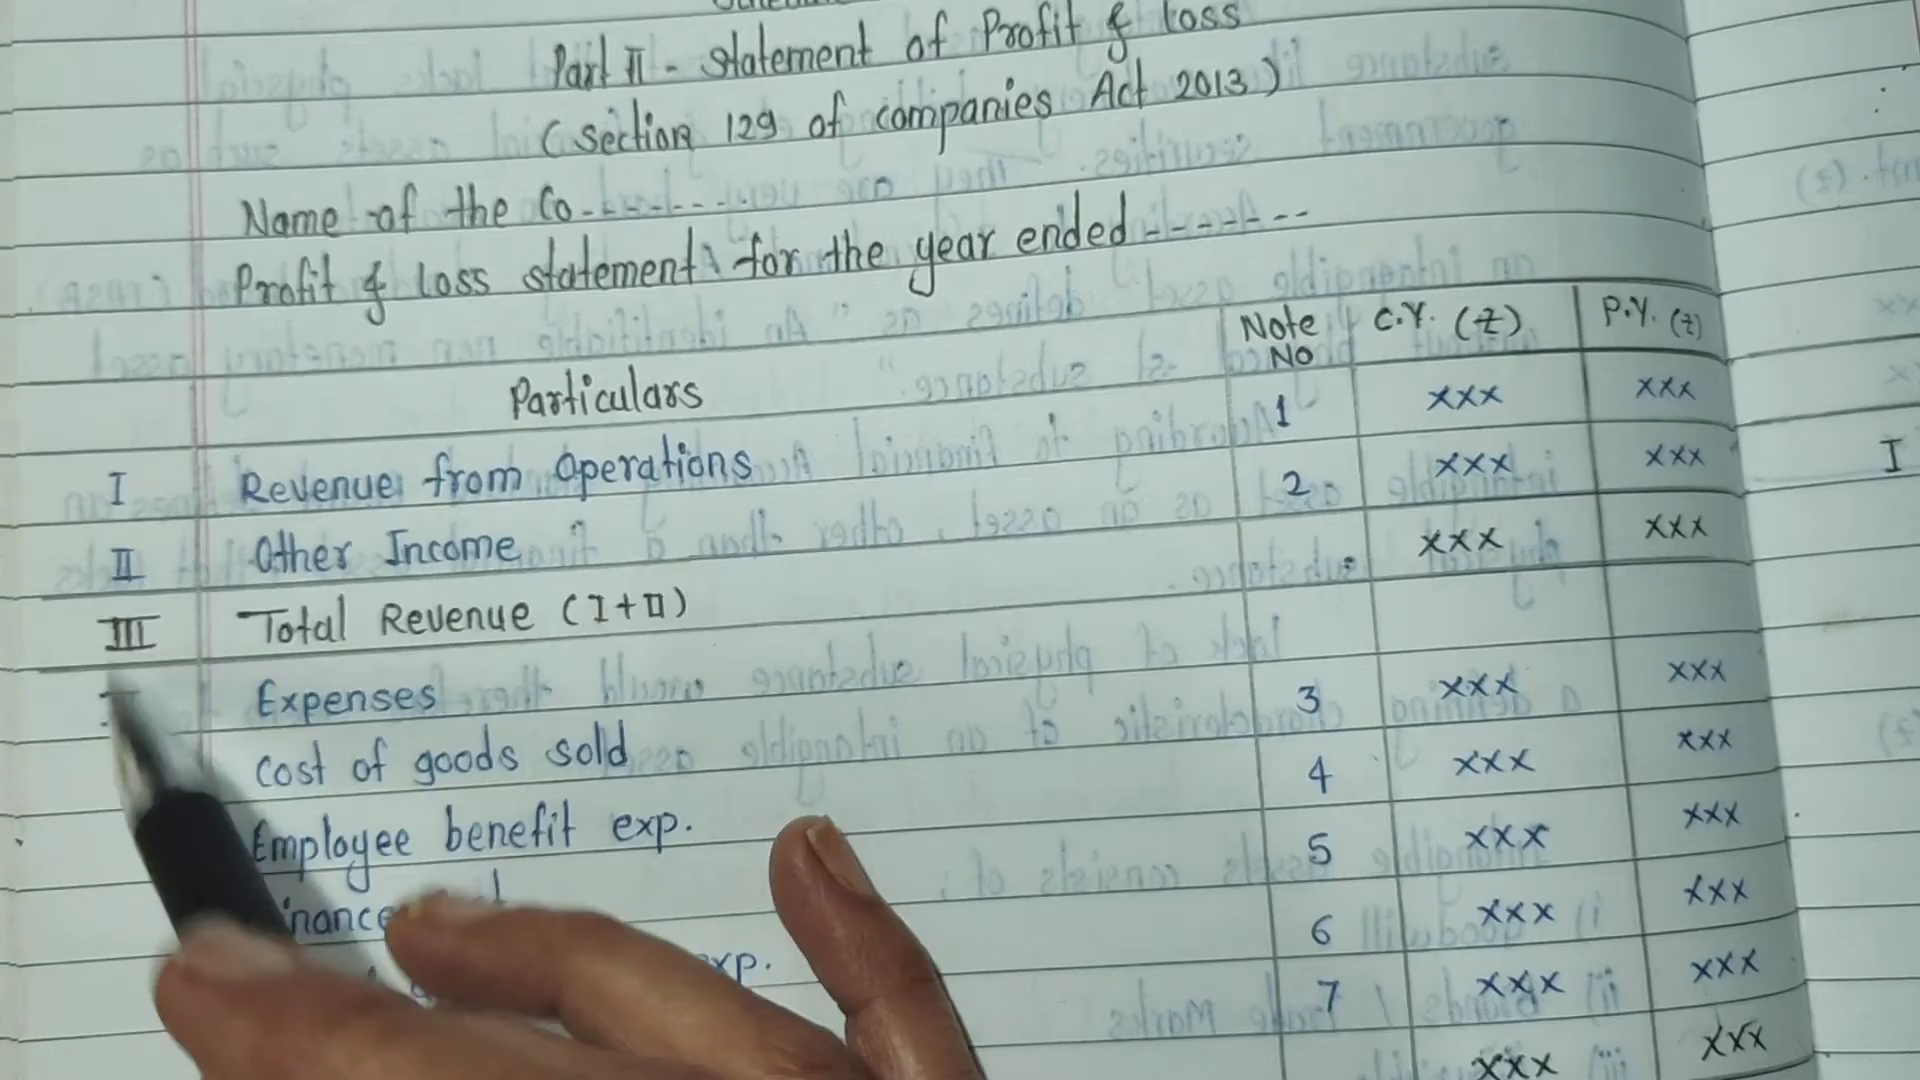 Part II - Statement of Profit & Loss
(Section 129 of Companies Act 2013)
Name of the Co.-----------
Profit & Loss statement for the year ended------
Particulars Note No C.Y. (₹) P.Y. (₹)
I Revenue from Operations 1 xxx xxx
II Other Income 2 xxx xxx
III Total Revenue (I+II) xxx xxx
Expenses
Cost of goods sold 3 xxx xxx
Employee benefit exp. 4 xxx xxx
5 xxx xxx
exp. 6 xxx xxx
7 xxx xxx
xxx xxx
I